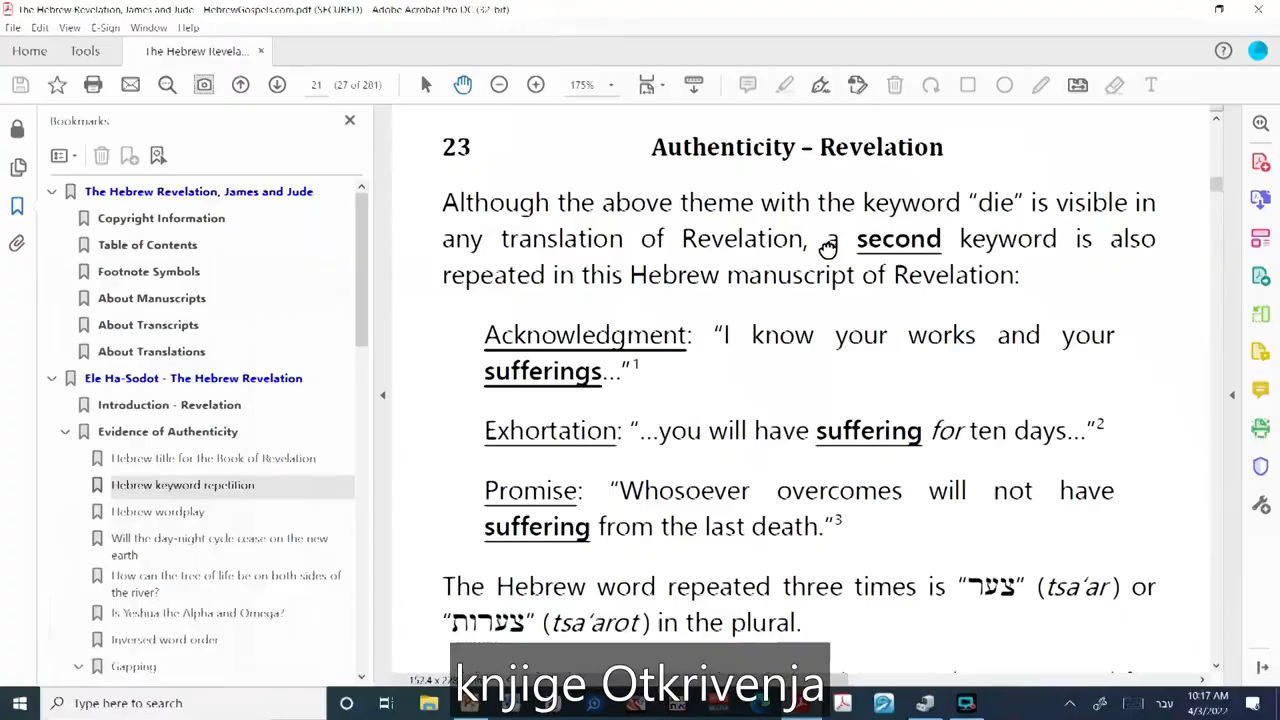 The Hebrew Revelation, James and Jude - HebrewGospels.com.pdf (SECURED) - Adobe Acrobat Pro DC (32-bit)
File Edit View E-Sign Window Help
Home Tools The Hebrew Revela... ×
21 (27 of 281) 175%
Bookmarks
The Hebrew Revelation, James and Jude
Copyright Information
Table of Contents
Footnote Symbols
About Manuscripts
About Transcripts
About Translations
Ele Ha-Sodot - The Hebrew Revelation
Introduction - Revelation
Evidence of Authenticity
Hebrew title for the Book of Revelation
Hebrew keyword repetition
Hebrew wordplay
Will the day-night cycle cease on the new
earth
How can the tree of life be on both sides of
the river?
Is Yeshua the Alpha and Omega?
Inversed word order
Gapping
23 Authenticity – Revelation
Although the above theme with the keyword “die” is visible in
any translation of Revelation, a second keyword is also
repeated in this Hebrew manuscript of Revelation:
Acknowledgment: “I know your works and your
sufferings...”1
Exhortation: “...you will have suffering for ten days...”2
Promise: “Whosoever overcomes will not have
suffering from the last death.”3
The Hebrew word repeated three times is “צער” (tsa‘ar) or
“צערות” (tsa‘arot) in the plural.
knjige Otkrivenja
Type here to search
עבר
10:17 AM
4/3/2022